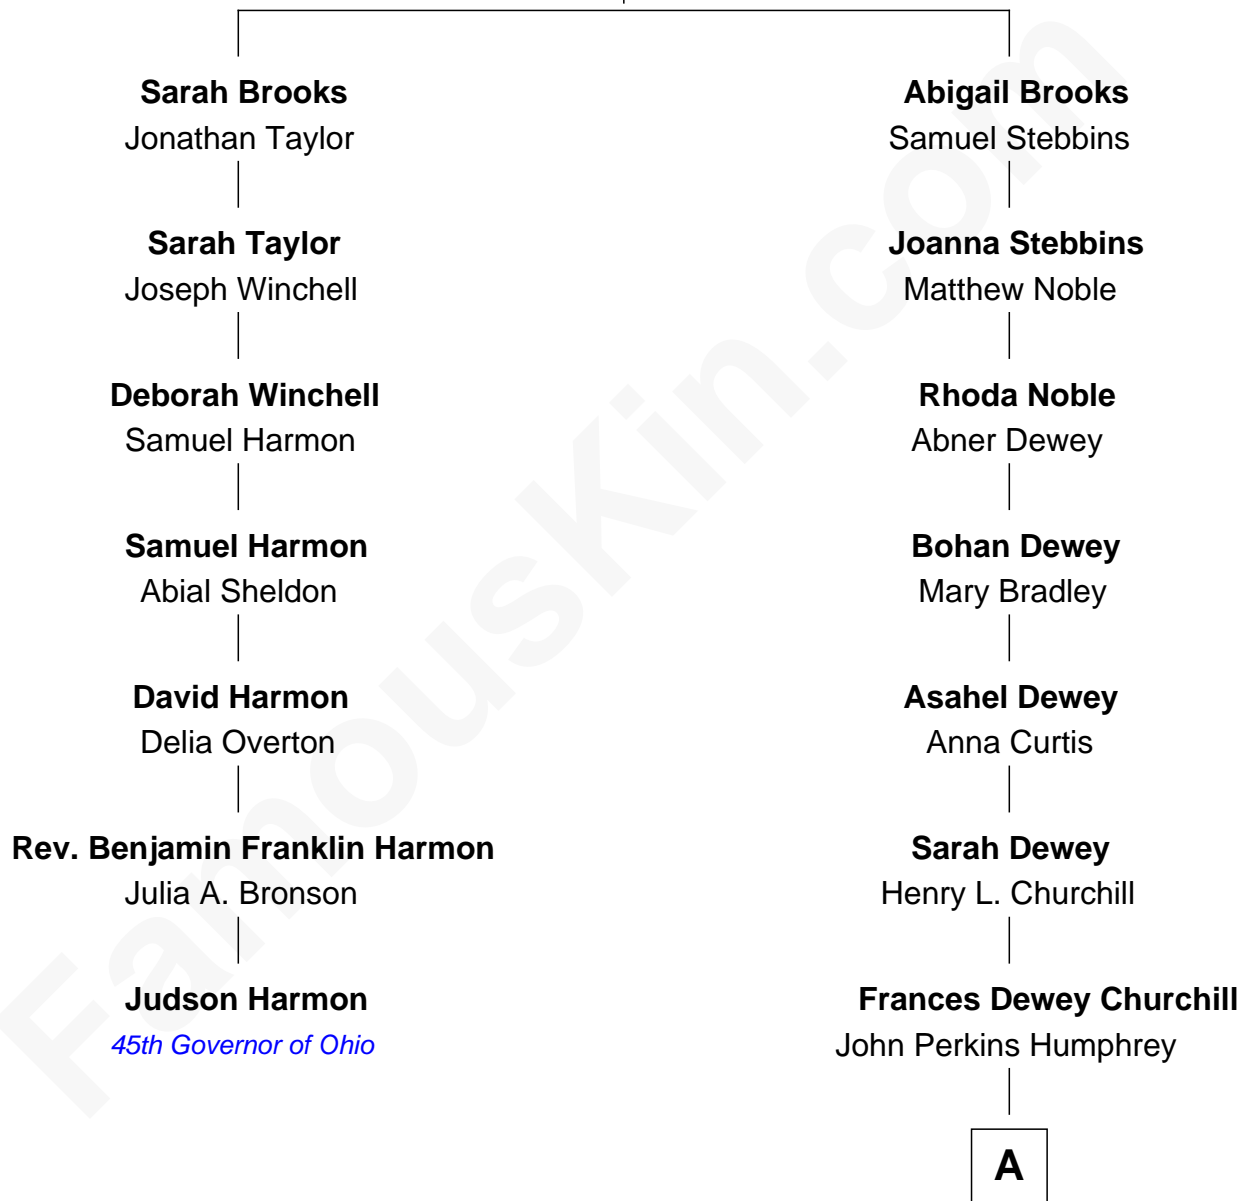 Sarah Brooks
Jonathan Taylor
Sarah Taylor
Joseph Winchell
Deborah Winchell
Samuel Harmon
Samuel Harmon
Abial Sheldon
David Harmon
Delia Overton
Rev. Benjamin Franklin Harmon
Julia A. Bronson
Judson Harmon
45th Governor of Ohio
Abigail Brooks
Samuel Stebbins
Joanna Stebbins
Matthew Noble
Rhoda Noble
Abner Dewey
Bohan Dewey
Mary Bradley
Asahel Dewey
Anna Curtis
Sarah Dewey
Henry L. Churchill
Frances Dewey Churchill
John Perkins Humphrey
A
FamousKin.com